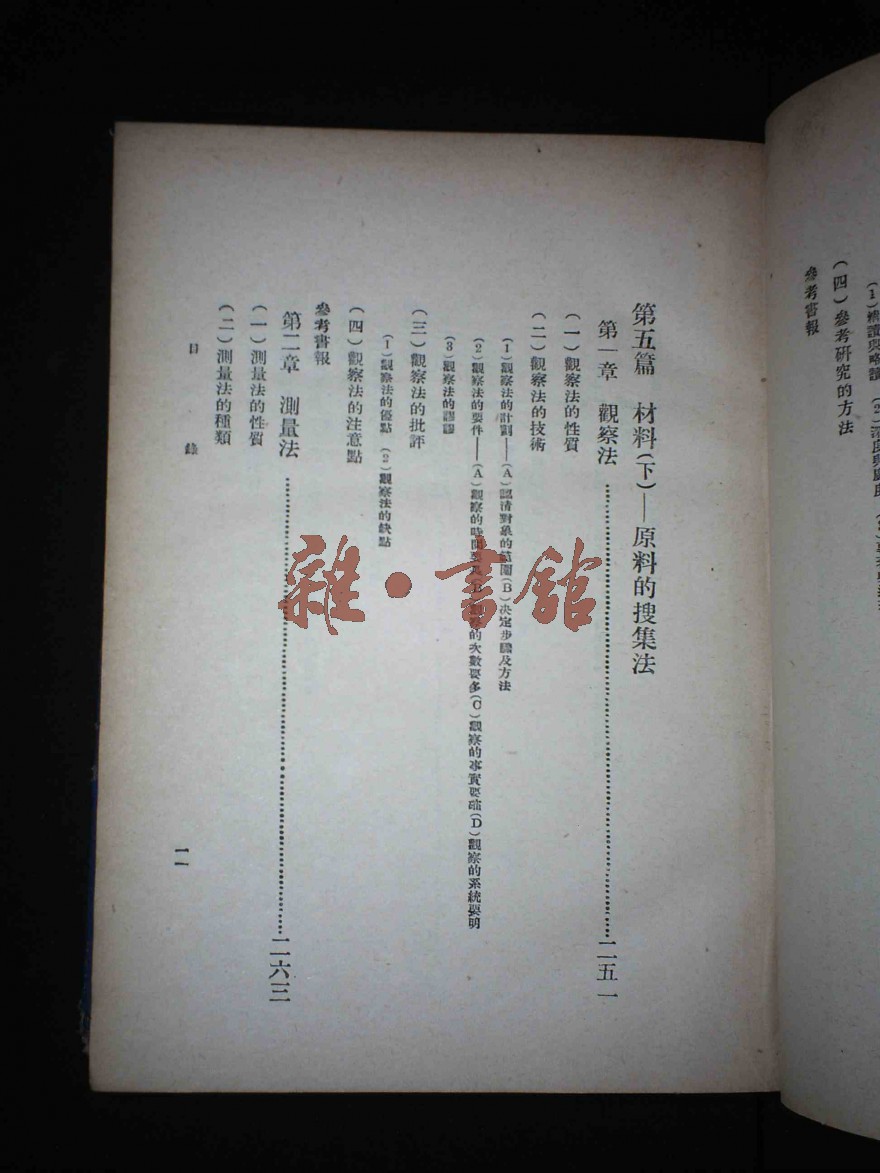 (四)參考研究的方法
參考書報
第五篇 材料(下)——原料的搜集法
第一章 觀察法……二五一
(一)觀察法的性質
(二)觀察法的技術
(1)觀察法的計劃——(A)認清對象的範圍(B)决定步驟及方法
(2)觀察法的要件——(A)觀察的時間要 (B) 的次數要多(C)觀察的事實要確(D)觀察的系統要明
(3)觀察法的謬誤
(三)觀察法的批評
(1)觀察法的優點 (2)觀察法的缺點
(四)觀察法的注意點
參考書報
第二章 測量法……二六三
(一)測量法的性質
(二)測量法的種類
目錄
一一
雜·書館